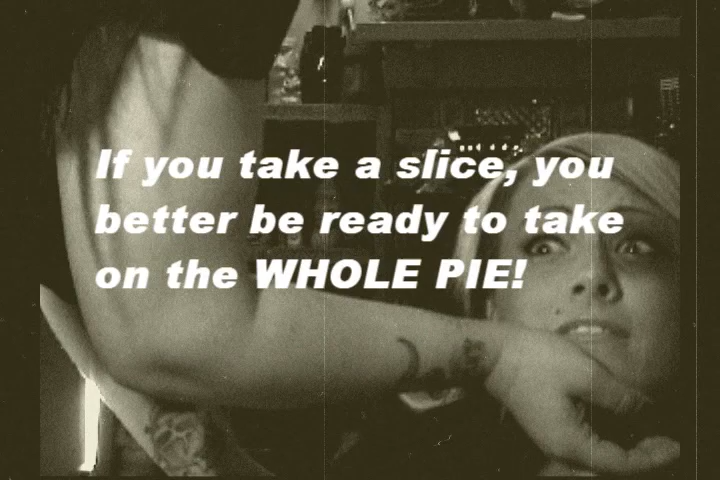 If you take a slice, you
better be ready to take
on the WHOLE PIE!